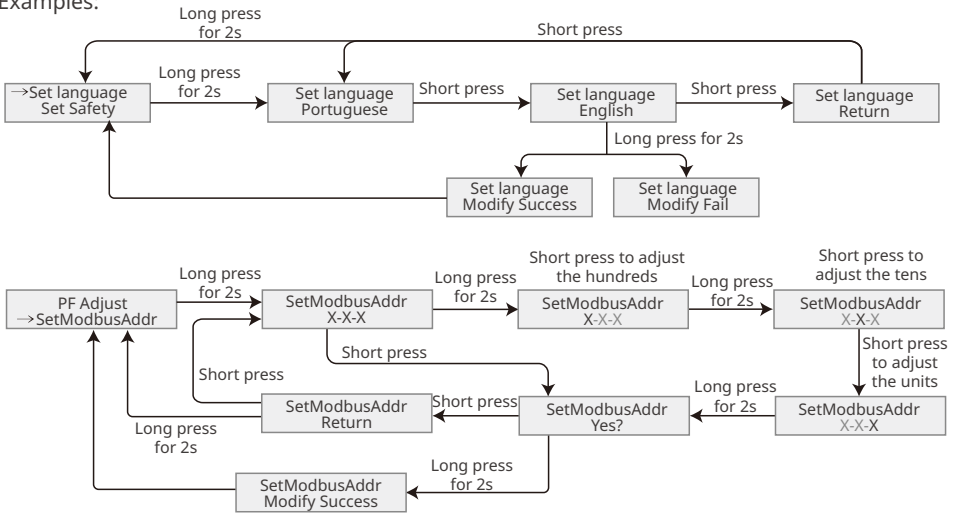 Examples:
Long press
for 2s
Short press
→Set language
Set Safety
Long press
for 2s
Set language
Portuguese
Short press
Set language
English
Short press
Set language
Return
Long press for 2s
Set language
Modify Success
Set language
Modify Fail
PF Adjust
→SetModbusAddr
Long press
for 2s
SetModbusAddr
X-X-X
Long press
for 2s
Short press to adjust
the hundreds
SetModbusAddr
X-X-X
Long press
for 2s
Short press to
adjust the tens
SetModbusAddr
X-X-X
Short press
Short press
to adjust
the units
Short press
SetModbusAddr
Return
Short press
SetModbusAddr
Yes?
Long press
for 2s
SetModbusAddr
X-X-X
Long press
for 2s
SetModbusAddr
Modify Success
Long press
for 2s